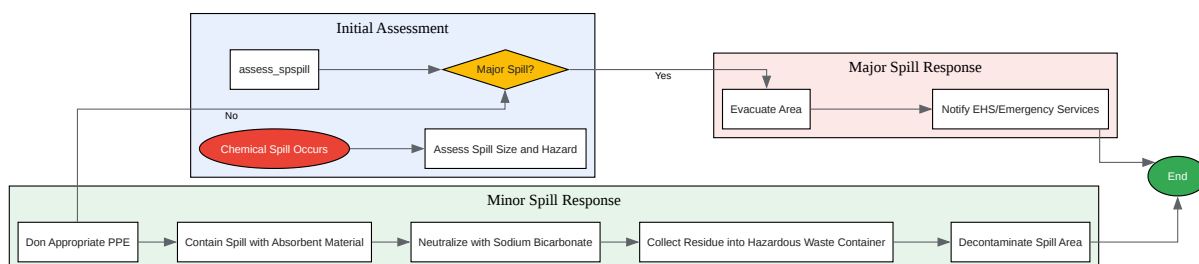 Initial Assessment
assess_spspill
Major Spill?
Yes
No
Chemical Spill Occurs
Assess Spill Size and Hazard
Major Spill Response
Evacuate Area
Notify EHS/Emergency Services
End
Minor Spill Response
Don Appropriate PPE
Contain Spill with Absorbent Material
Neutralize with Sodium Bicarbonate
Collect Residue into Hazardous Waste Container
Decontaminate Spill Area